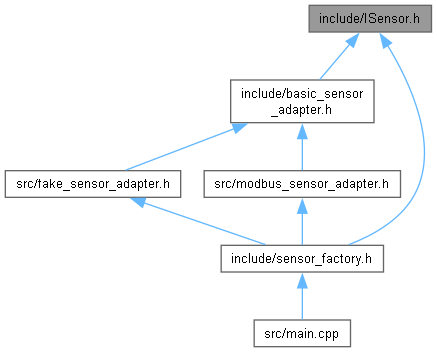 include/ISensor.h
include/basic_sensor
_adapter.h
src/fake_sensor_adapter.h
src/modbus_sensor_adapter.h
include/sensor_factory.h
src/main.cpp